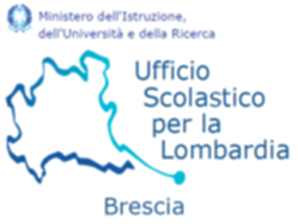 Ministero dell'Istruzione,
dell'Università e della Ricerca
Ufficio
Scolastico
per la
Lombardia
Brescia